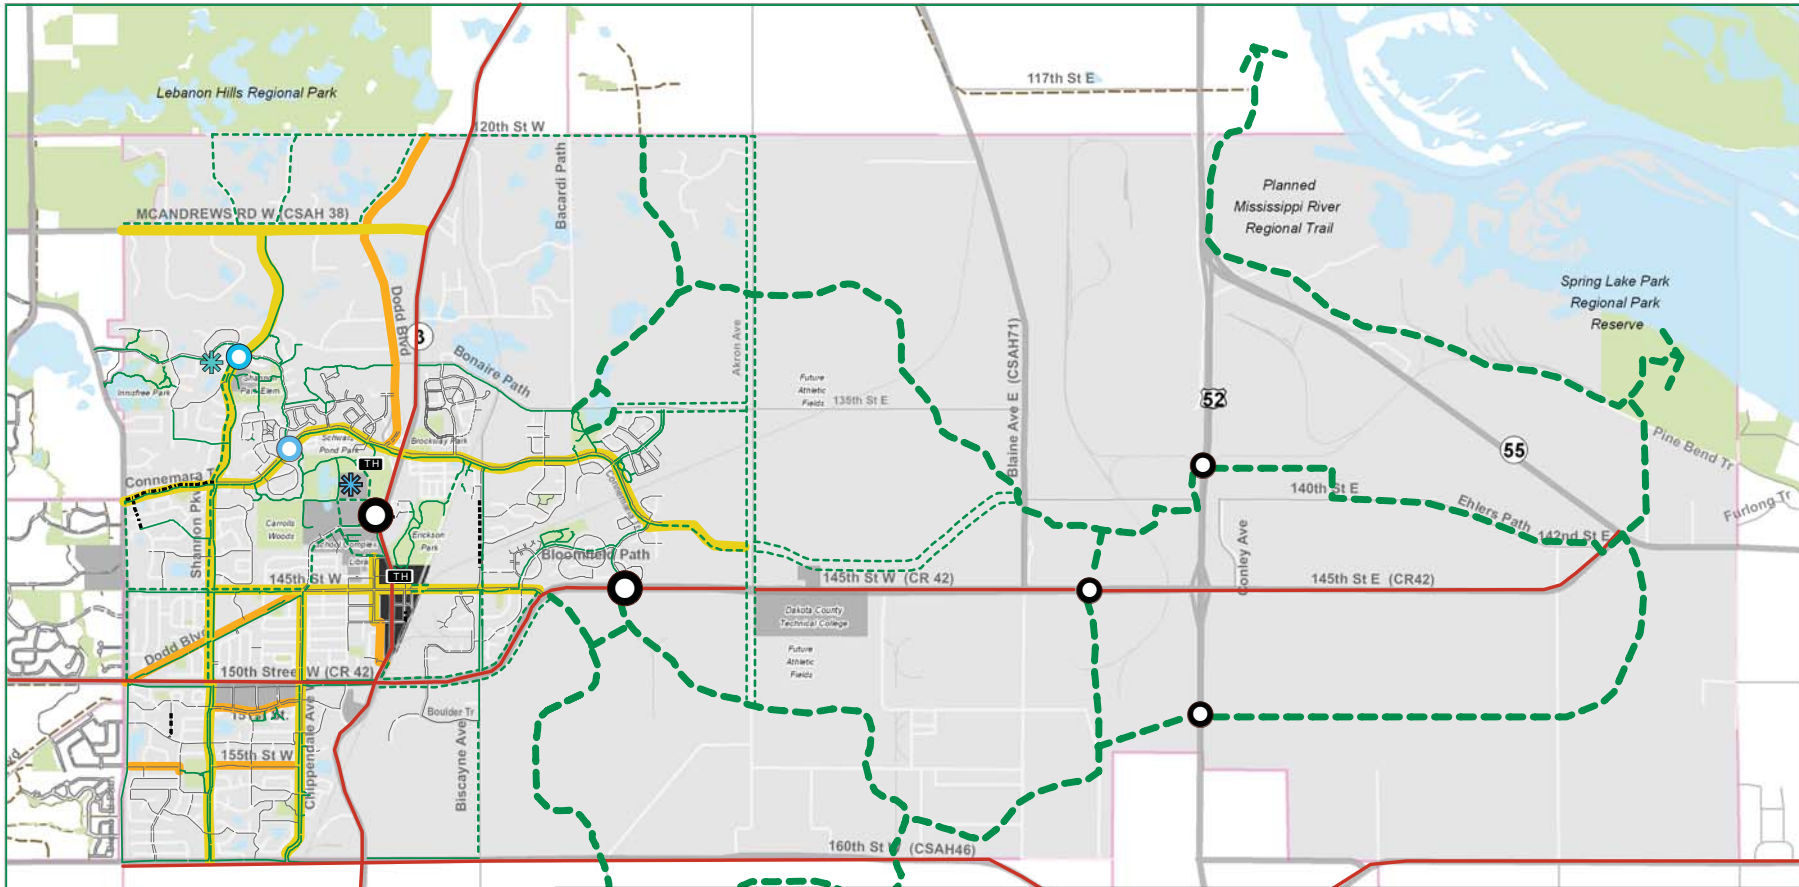 117th St E
Lebanon Hills Regional Park
120th St W
Bacardi Path
Planned
Mississippi River
Regional Trail
MCANDREWS RD W (CSAH 38)
Spring Lake Park
Regional Park
Reserve
Dodd Blvd
3
Bonaire Path
Akron Ave
Blaine Ave E (CSAH71)
Innisfree Park
Park Elem
Future
Athletic
Fields
135th St E
52
Brockway Park
Pond Park
TH
Pine Bend Tr
55
Connemara T
140th St E
Ehlers Path
Furlong Tr
Shannon Pkw
Carrolls
Woods
Erickson
Park
Connemara T
142nd St E
Conley Ave
Bloomfield Path
TH
145th St W
145th St W (CR 42)
145th St E (CR42)
Dakota County
Technical College
Dodd Blvd
Future
Athletic
Fields
150th Street W (CR 42)
Chippendale Ave W
Boulder Tr
155th St W
Biscayne Ave
160th St W (CSAH46)